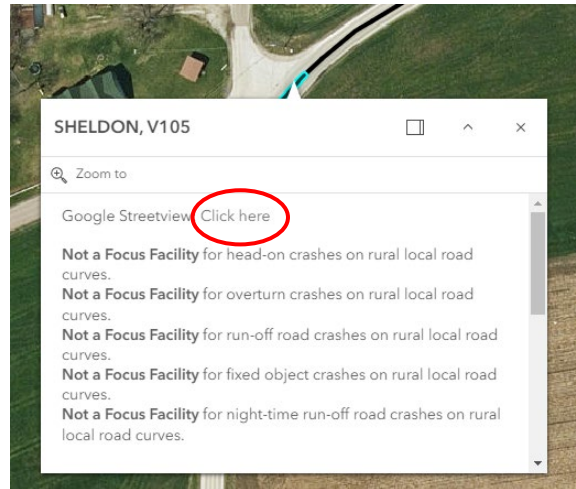 SHELDON, V105
Zoom to
Google Streetview Click here
Not a Focus Facility for head-on crashes on rural local road
curves.
Not a Focus Facility for overturn crashes on rural local road
curves.
Not a Focus Facility for run-off road crashes on rural local road
curves.
Not a Focus Facility for fixed object crashes on rural local road
curves.
Not a Focus Facility for night-time run-off road crashes on rural
local road curves.